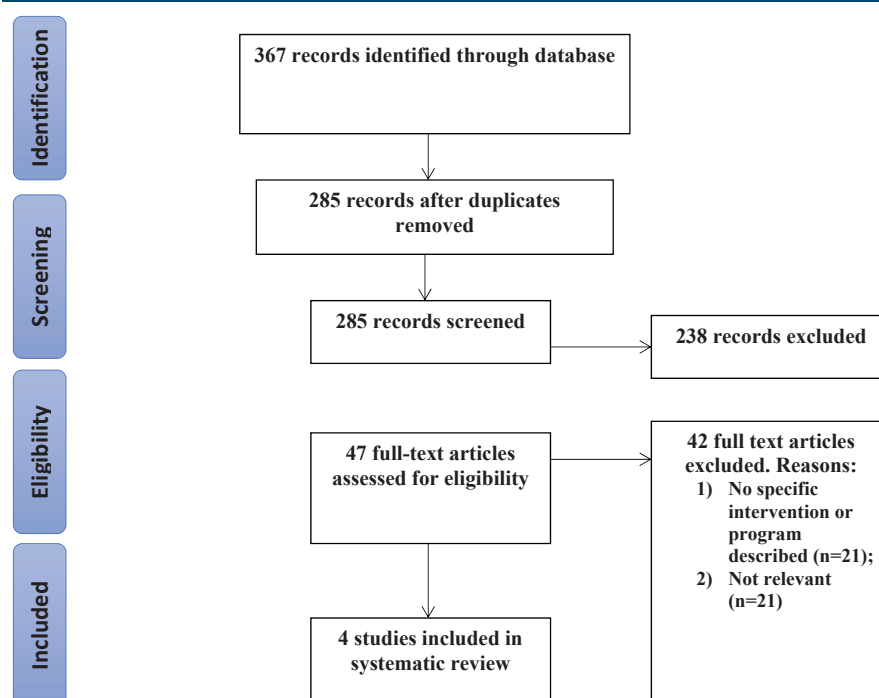 Identification
367 records identified through database
285 records after duplicates
removed
Screening
285 records screened
238 records excluded
Eligibility
47 full-text articles
assessed for eligibility
42 full text articles
excluded. Reasons:
1) No specific
intervention or
program
described (n=21);
2) Not relevant
(n=21)
Included
4 studies included in
systematic review